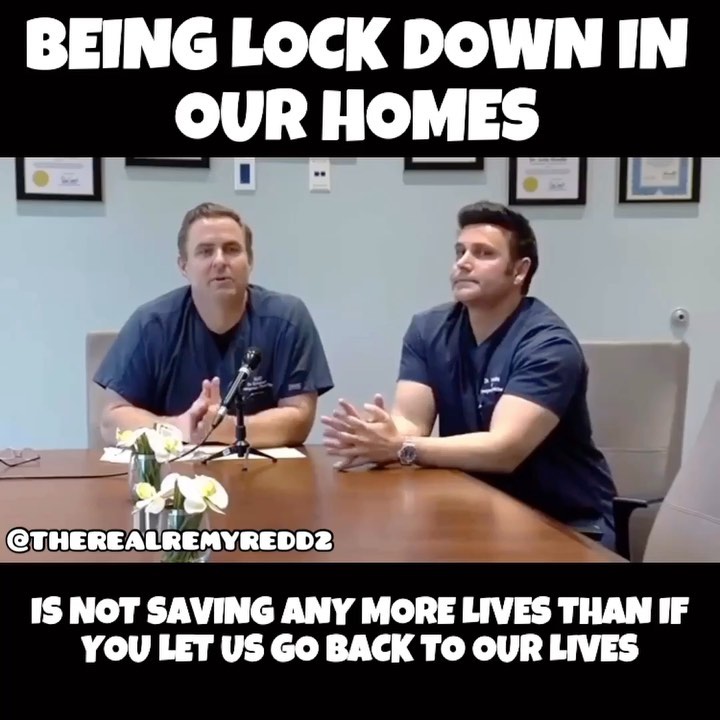 BEING LOCK DOWN IN
OUR HOMES
@THEREALREMYREDD2
IS NOT SAVING ANY MORE LIVES THAN IF
YOU LET US GO BACK TO OUR LIVES